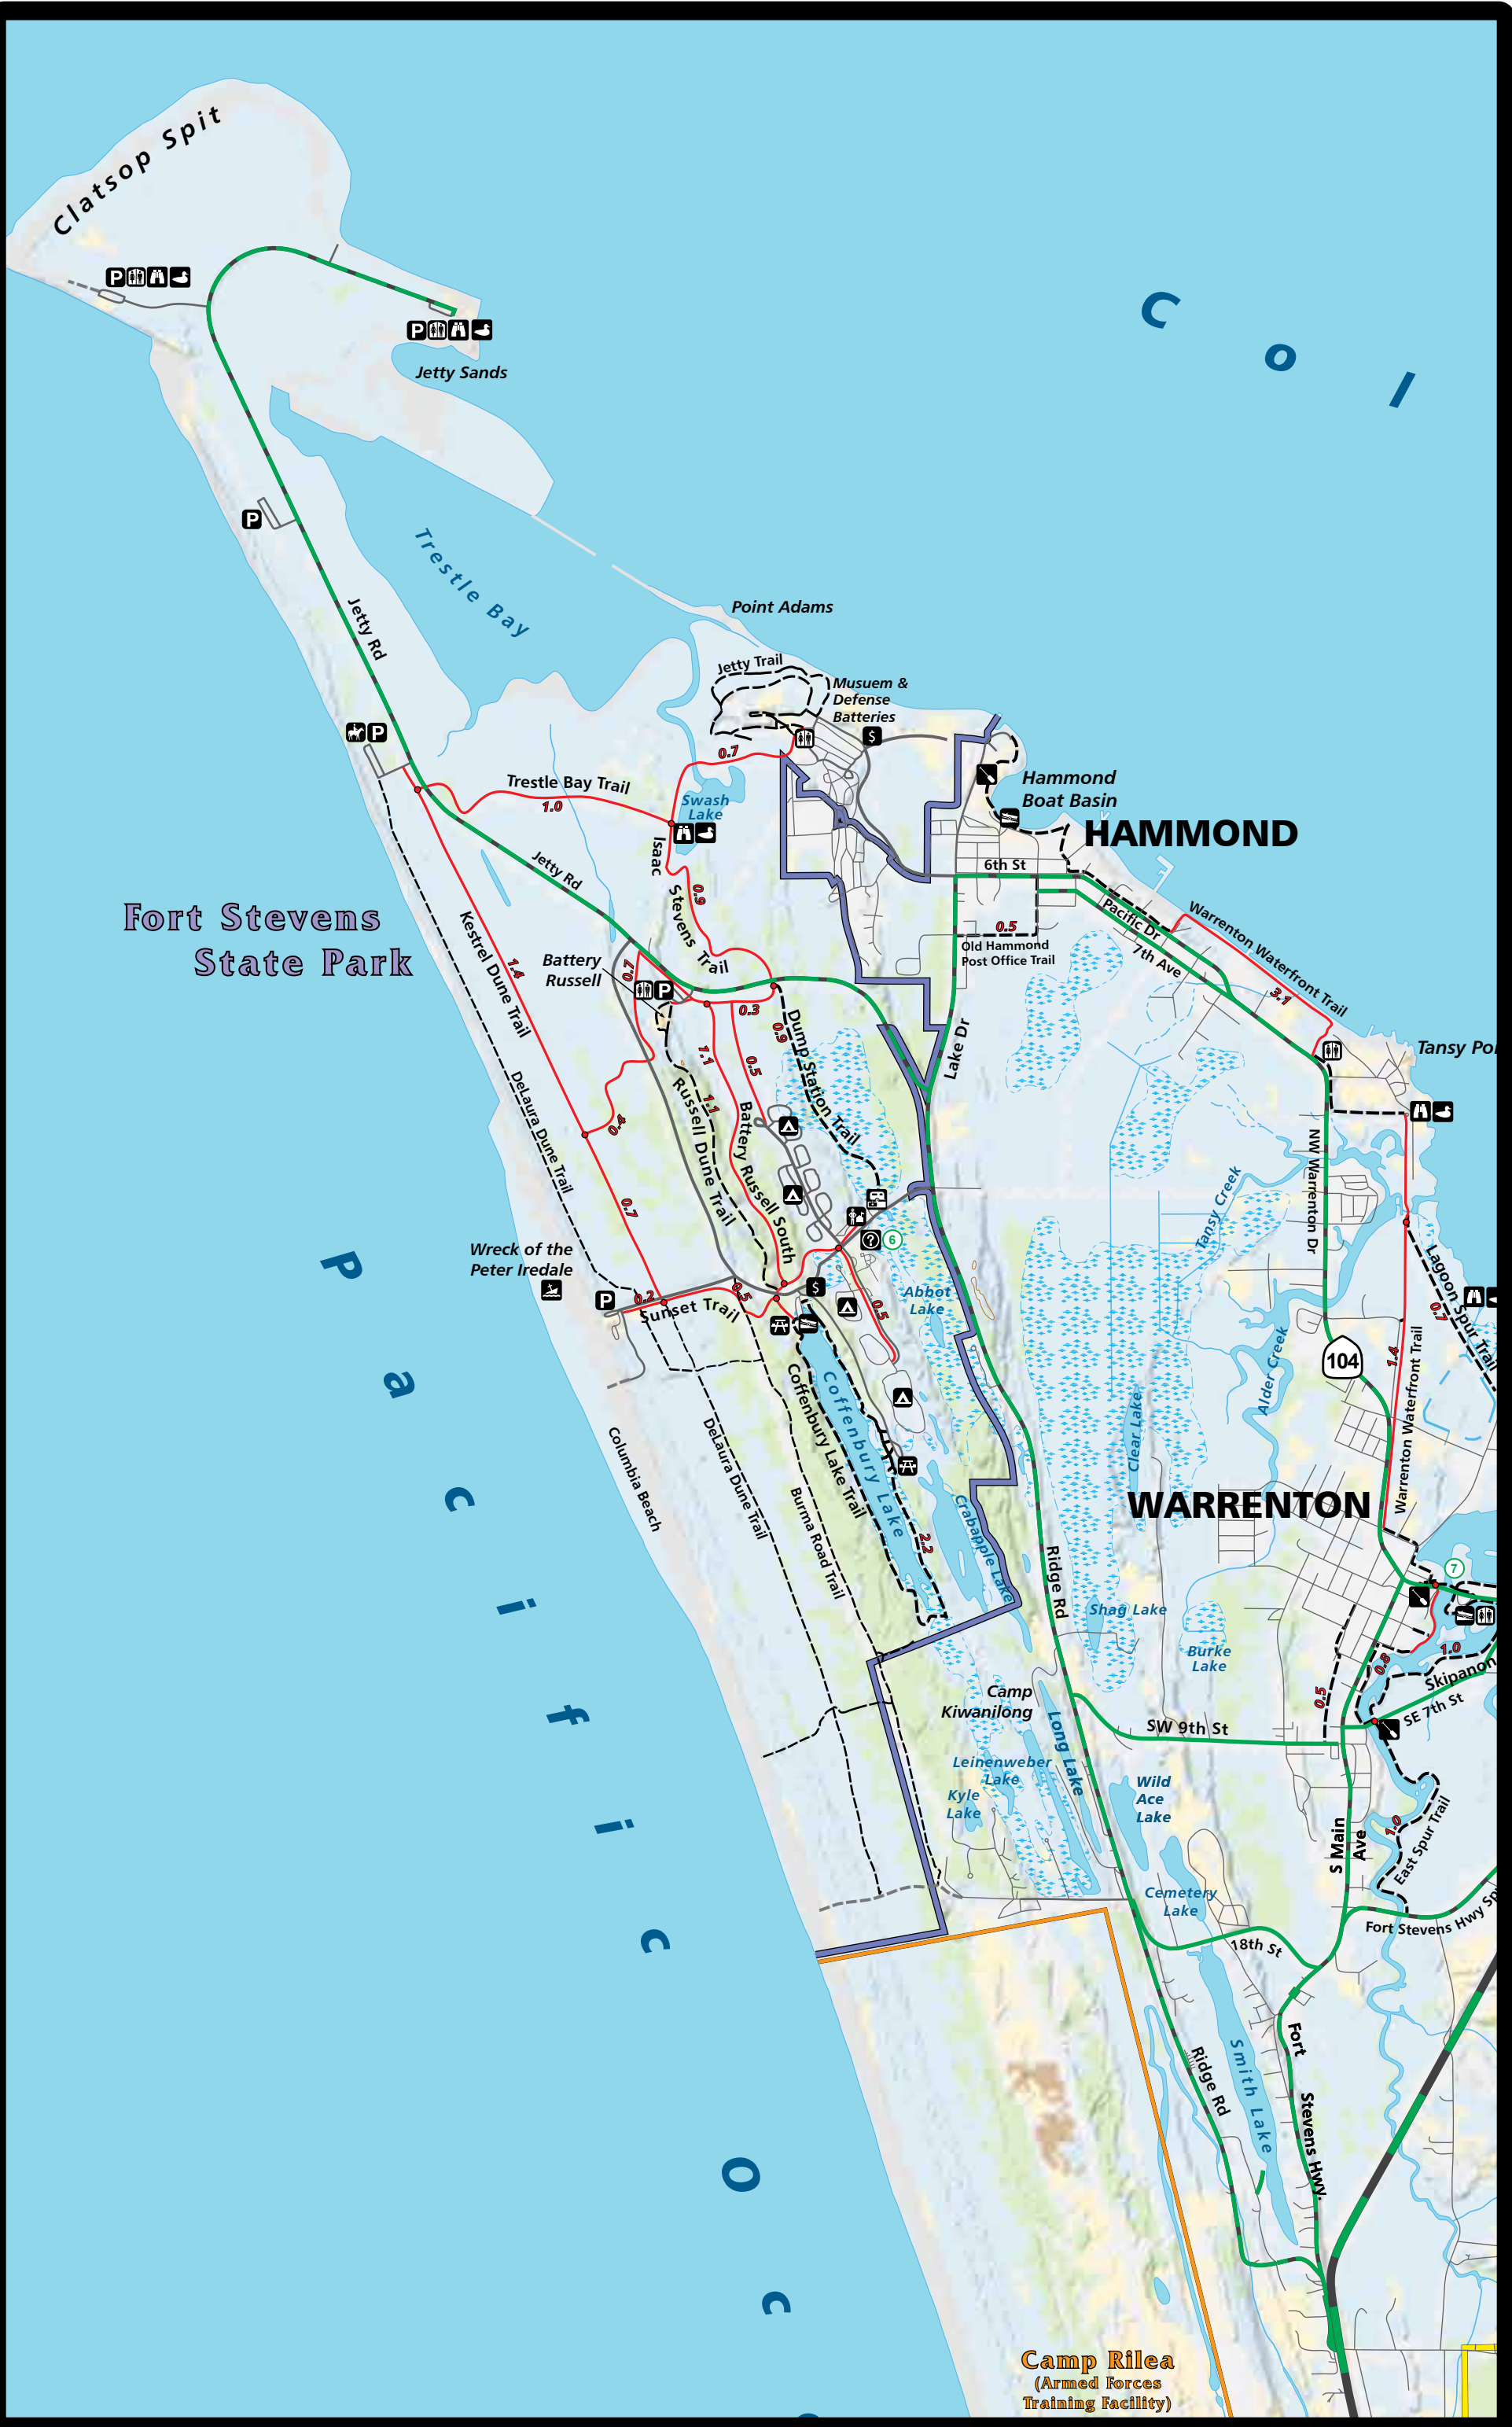 Clatsop Spit
P
P
Jetty Sands
Col
P
Trestle Bay
Jetty Rd
Point Adams
Jetty Trail
Musuem &
Defense
Batteries
$
P
0.7
Hammond
Boat Basin
Trestle Bay Trail
1.0
Swash
Lake
HAMMOND
Isaac
Stevens Trail
0.9
Jetty Rd
6th St
Fort Stevens
State Park
Kestrel Dune Trail
1.4
Battery
Russell
0.7
P
0.3
0.5
Old Hammond
Post Office Trail
Pacific Dr
7th Ave
Warrenton Waterfront Trail
3.1
Lake Dr
Tansy Poi
Dump Station Trail
0.9
1.1
0.5
1.1
Russell Dune Trail
Battery Russell South
DeLaura Dune Trail
0.4
0.7
NW Warrenton Dr
Tansy Creek
?
6
Wreck of the
Peter Iredale
P
0.2
Sunset Trail
0.5
$
0.5
Abbot
Lake
Lagoon Spur Trail
0.7
104
1.4
Warrenton Waterfront Trail
Alder Creek
Clear Lake
Pacific Oc
Columbia Beach
DeLaura Dune Trail
Burma Road Trail
Coffenbury Lake Trail
Coffenbury Lake
2.2
Crabapple Lake
WARRENTON
Ridge Rd
7
Shag Lake
Burke
Lake
0.8
1.0
Skipanon
0.5
SE 7th St
Camp
Kiwanilong
Long Lake
SW 9th St
Leinenweber
Lake
Kyle
Lake
Wild
Ace
Lake
S Main
Ave
1.0
East Spur Trail
Cemetery
Lake
18th St
Fort Stevens Hwy Sp
Ridge Rd
Smith Lake
Fort
Stevens Hwy.
Camp Rilea
(Armed Forces
Training Facility)